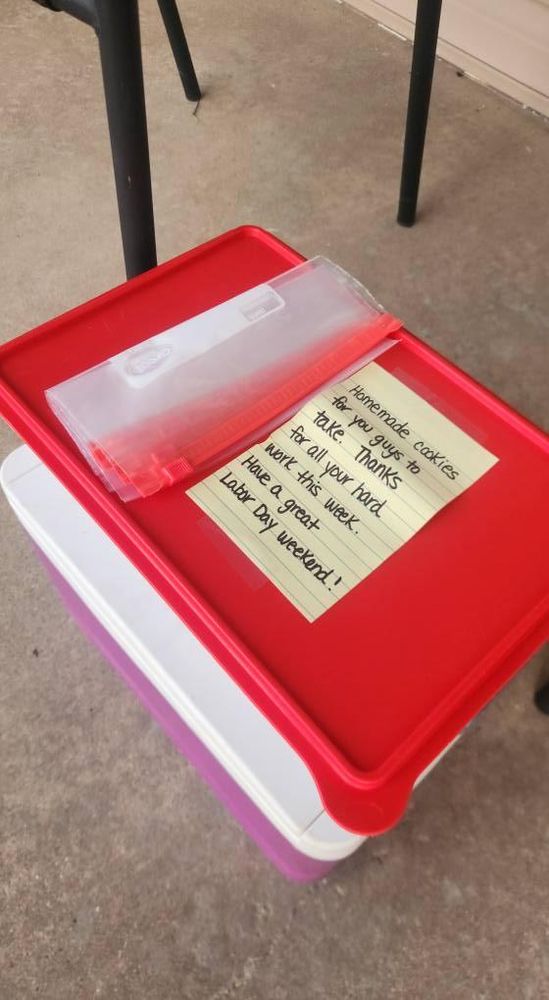 Homemade cookies
for you guys to
take. Thanks
for all your hard
work this week.
Have a great
Labor Day weekend!